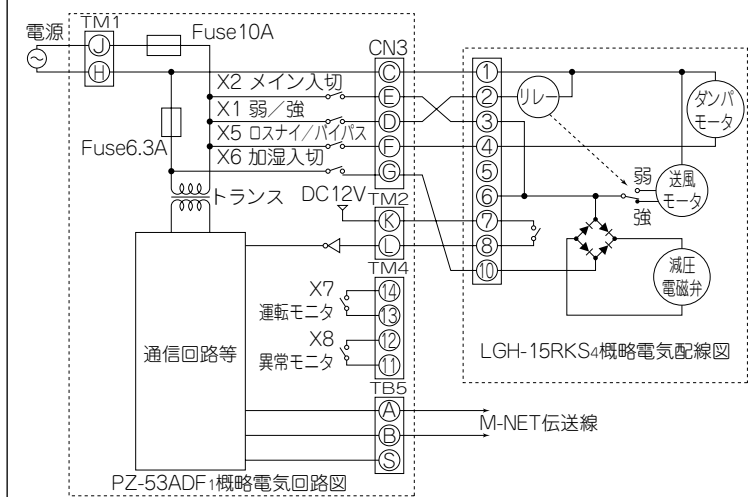 電源
TM1
J
H
Fuse10A
CN3
C
E
D
F
G
X2 メイン入切
X1 弱／強
X5 ロスナイ／バイパス
X6 加湿入切
Fuse6.3A
トランス
DC12V
TM2
K
L
TM4
14
13
12
11
X7
運転モニタ
X8
異常モニタ
通信回路等
TB5
A
B
S
M-NET伝送線
PZ-53ADF1概略電気回路図
1
2
3
4
5
6
7
8
10
リレー
ダンパ
モータ
弱
強
送風
モータ
減圧
電磁弁
LGH-15RKS4概略電気配線図